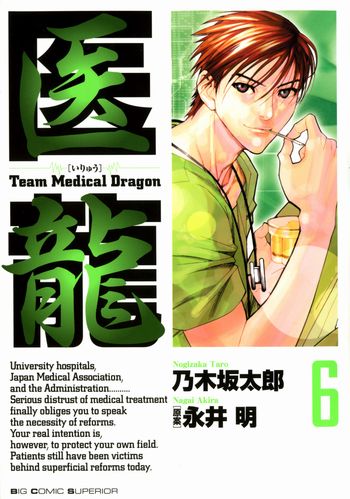 医
[いりゅう]
Team Medical Dragon
龍
University hospitals,
Japan Medical Association,
and the Administration..........
Serious distrust of medical treatment
finally obliges you to speak
the necessity of reforms.
Your real intention is,
however, to protect your own field.
Patients still have been victims
behind superficial reforms today.
Nogizaka Taro
乃木坂太郎
Nagai Akira
[原案]永井 明
6
BIG COMIC SUPERIOR